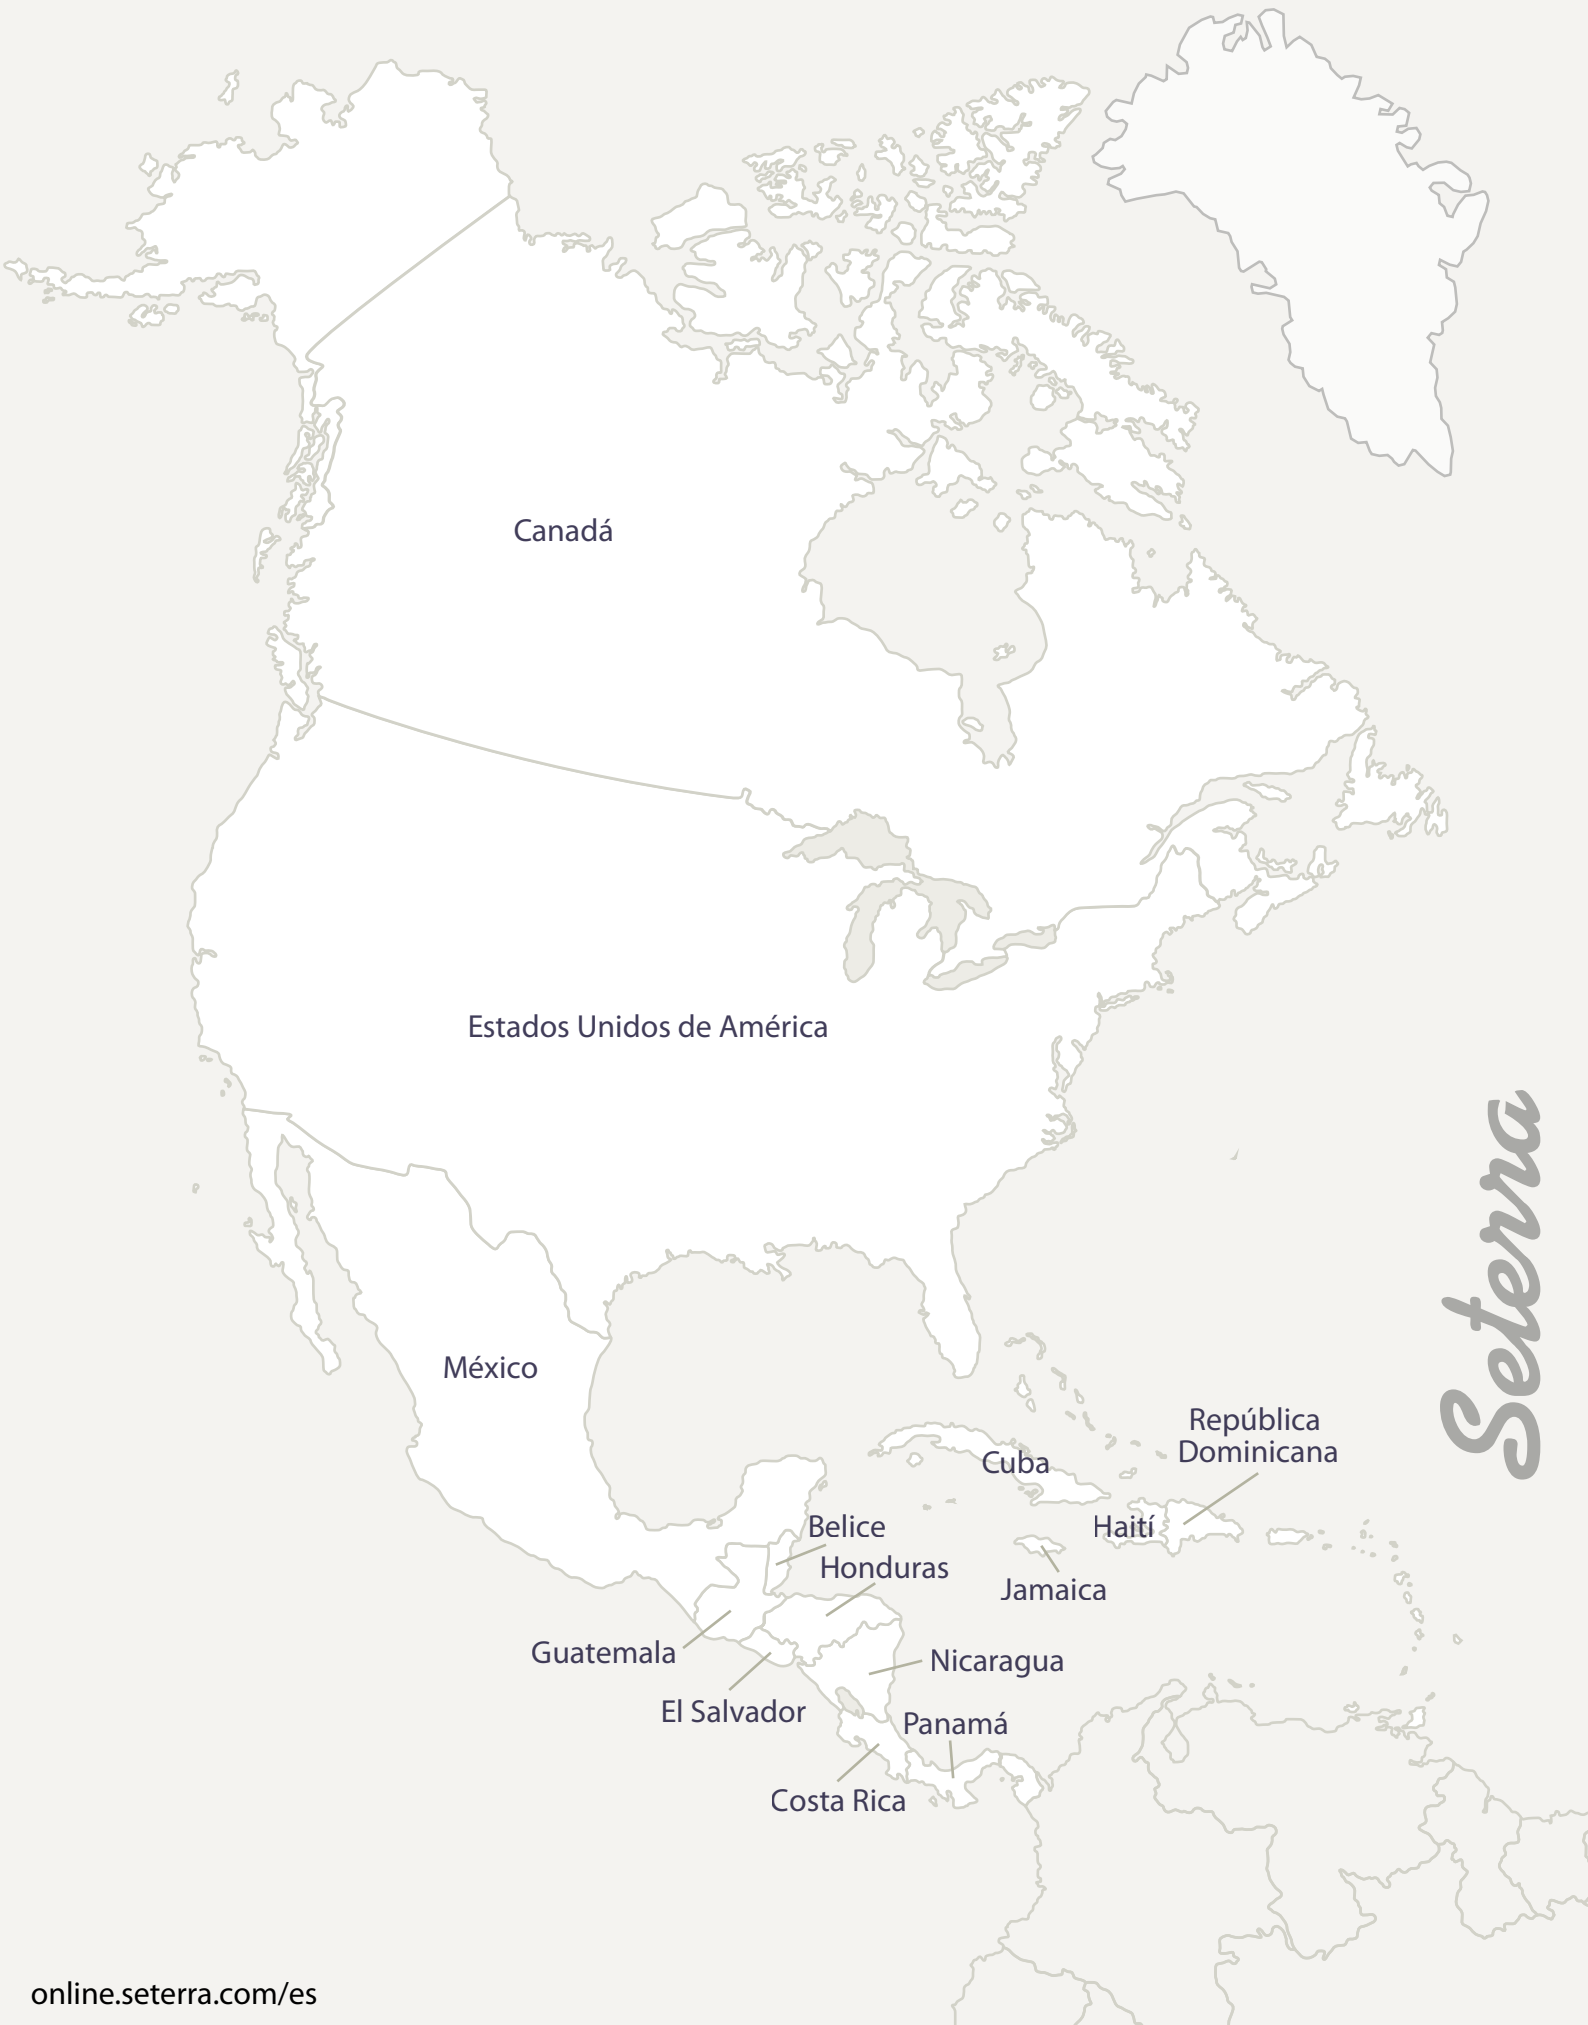 Canadá
Estados Unidos de América
México
República
Dominicana
Cuba
Belice
Haití
Honduras
Jamaica
Guatemala
Nicaragua
El Salvador
Panamá
Costa Rica
Seterra
online.seterra.com/es